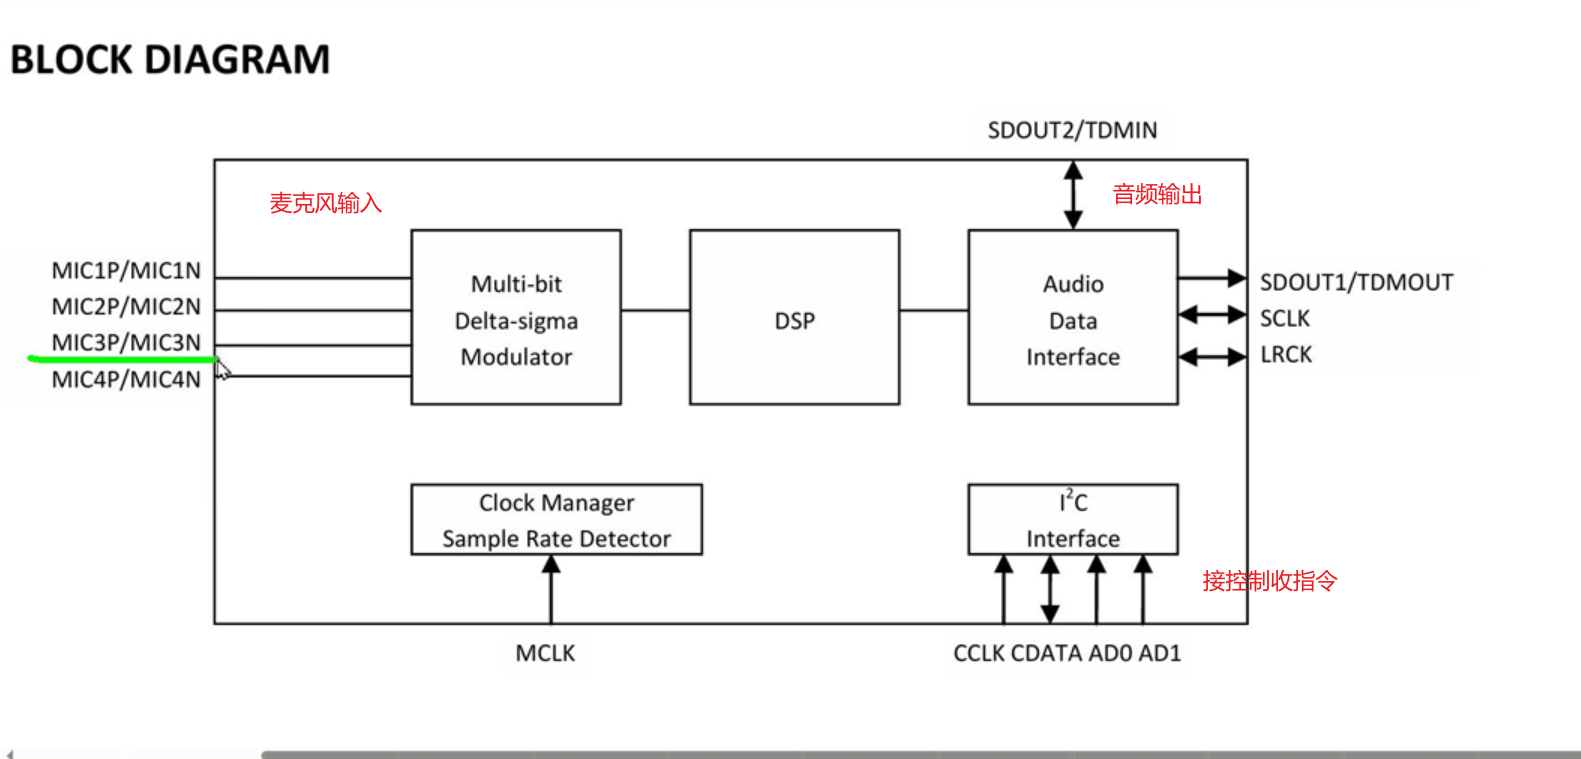 BLOCK DIAGRAM
SDOUT2/TDMIN
麦克风输入
音频输出
MIC1P/MIC1N
MIC2P/MIC2N
MIC3P/MIC3N
MIC4P/MIC4N
Multi-bit
Delta-sigma
Modulator
DSP
Audio
Data
Interface
SDOUT1/TDMOUT
SCLK
LRCK
Clock Manager
Sample Rate Detector
I²C
Interface
接控制收指令
MCLK
CCLK CDATA AD0 AD1